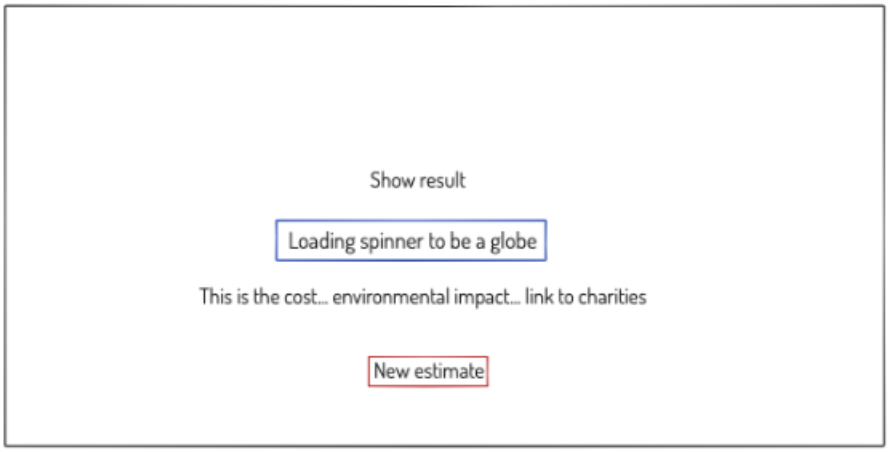 Show result
Loading spinner to be a globe
This is the cost... environmental impact... link to charities
New estimate